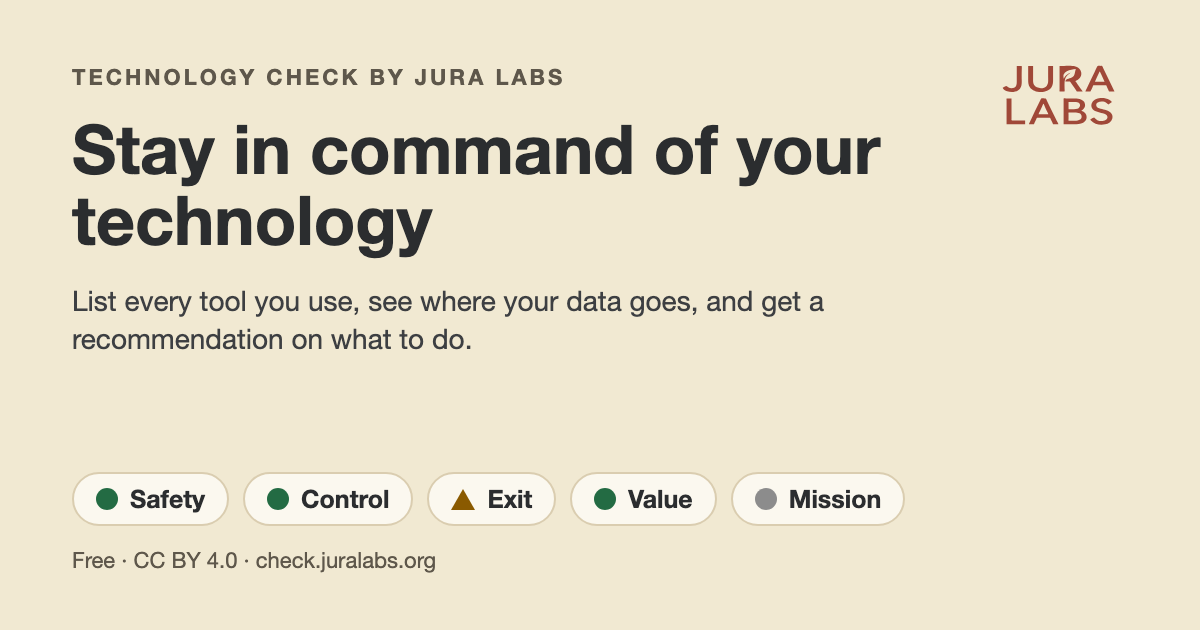 TECHNOLOGY CHECK BY JURA LABS
JURA
LABS
Stay in command of your
technology
List every tool you use, see where your data goes, and get a
recommendation on what to do.
Safety
Control
Exit
Value
Mission
Free · CC BY 4.0 · check.juralabs.org